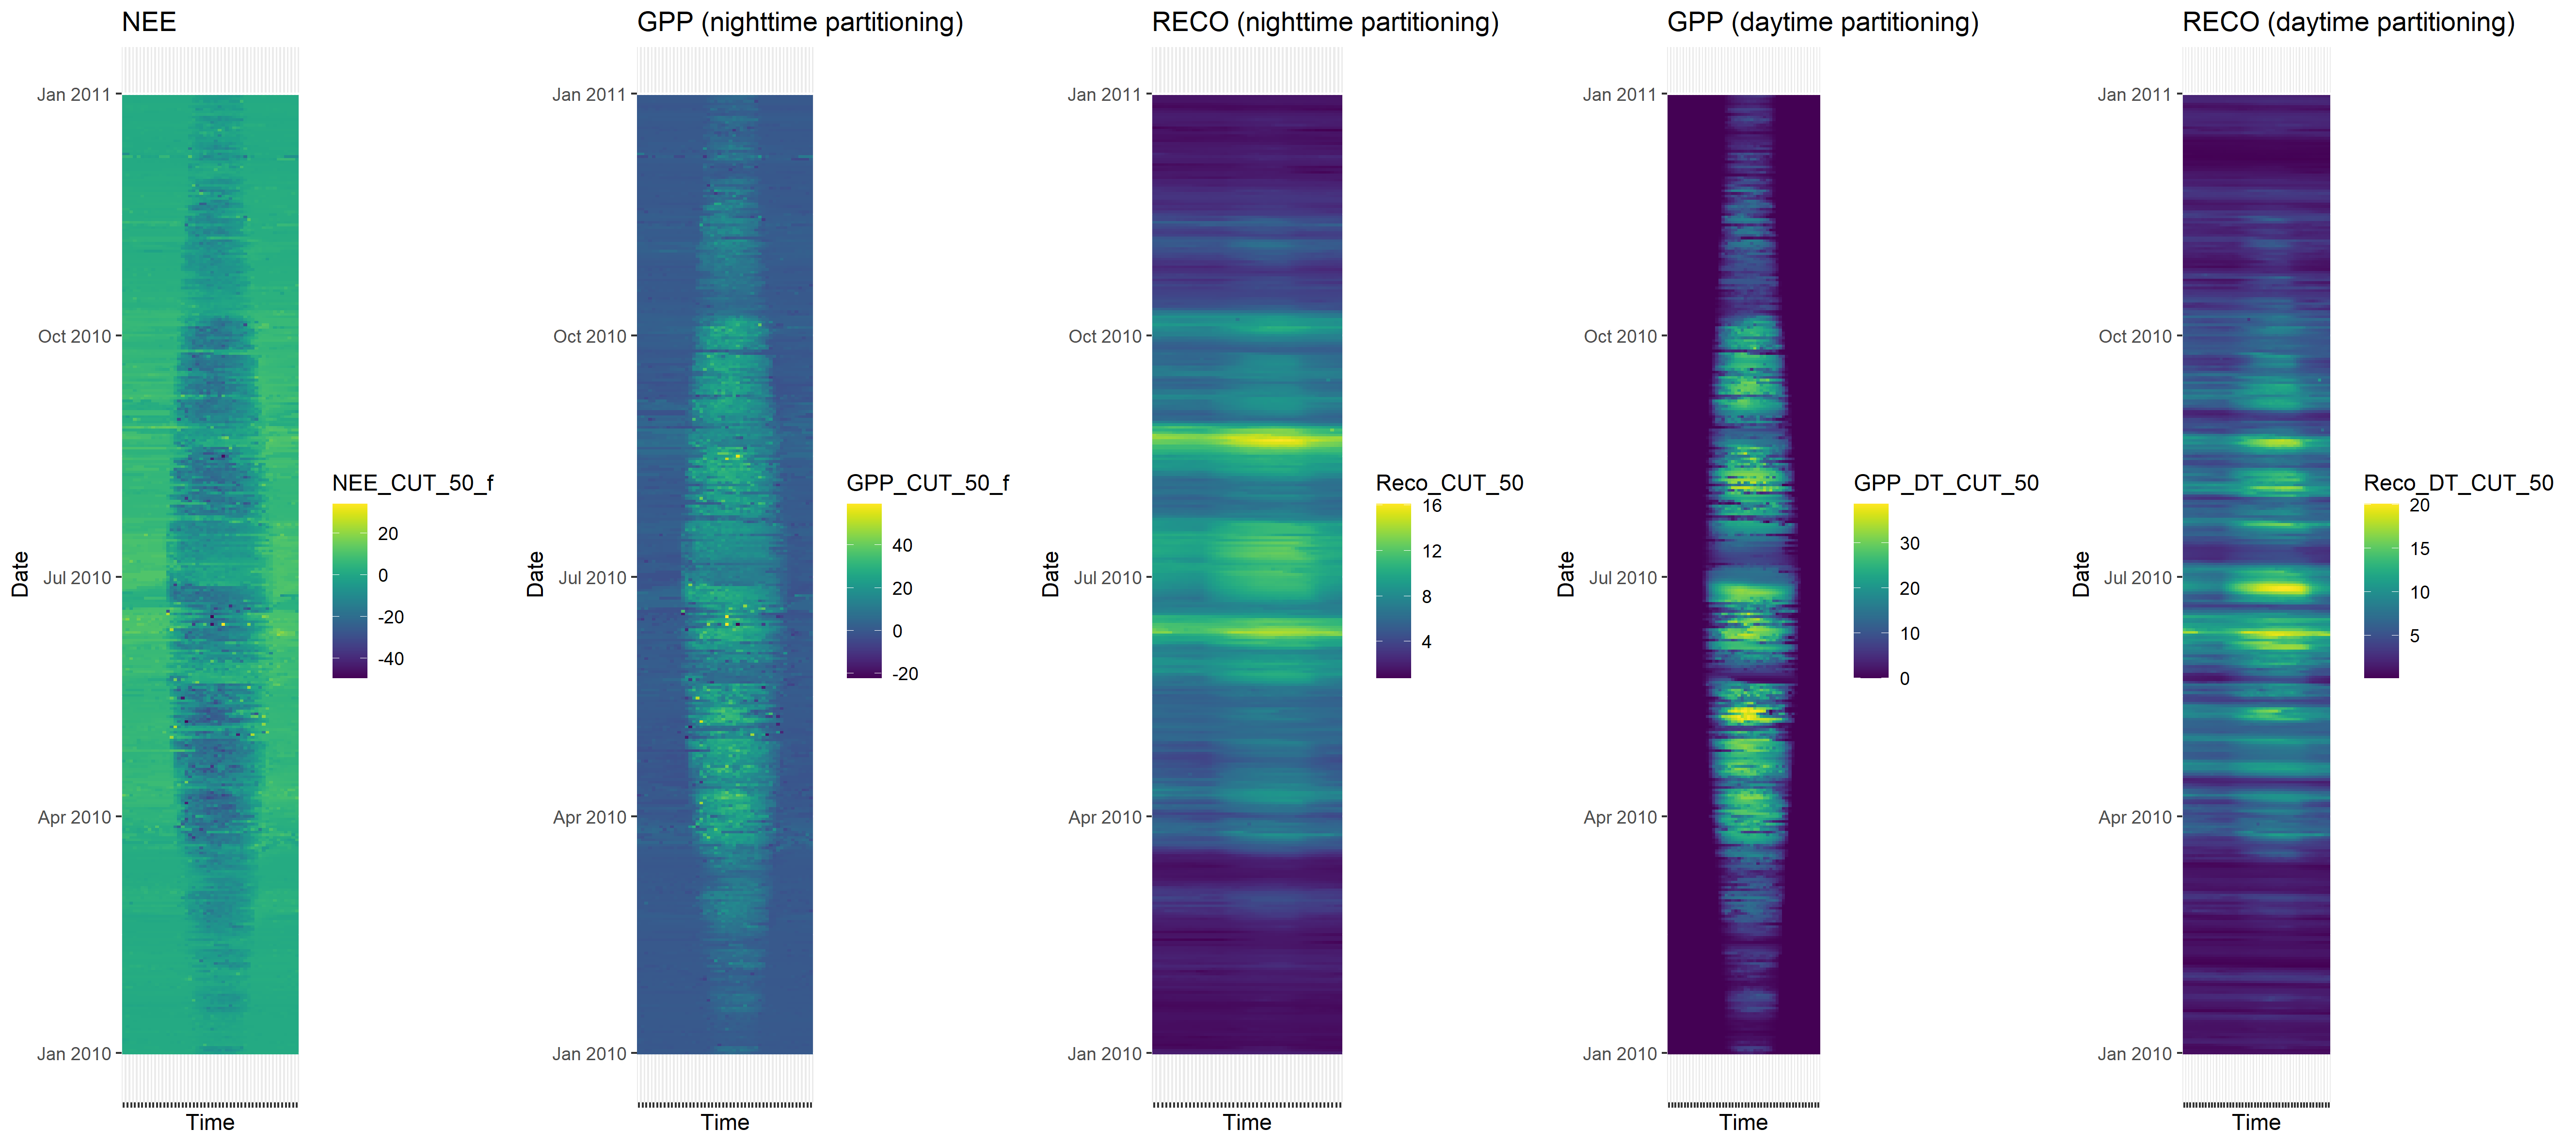 NEE
Jan 2011
Oct 2010
Jul 2010
Apr 2010
Jan 2010
Date
Time
NEE_CUT_50_f
20
0
-20
-40
GPP (nighttime partitioning)
Jan 2011
Oct 2010
Jul 2010
Apr 2010
Jan 2010
Date
Time
GPP_CUT_50_f
40
20
0
-20
RECO (nighttime partitioning)
Jan 2011
Oct 2010
Jul 2010
Apr 2010
Jan 2010
Date
Time
Reco_CUT_50
16
12
8
4
GPP (daytime partitioning)
Jan 2011
Oct 2010
Jul 2010
Apr 2010
Jan 2010
Date
Time
GPP_DT_CUT_50
30
20
10
0
RECO (daytime partitioning)
Jan 2011
Oct 2010
Jul 2010
Apr 2010
Jan 2010
Date
Time
Reco_DT_CUT_50
20
15
10
5